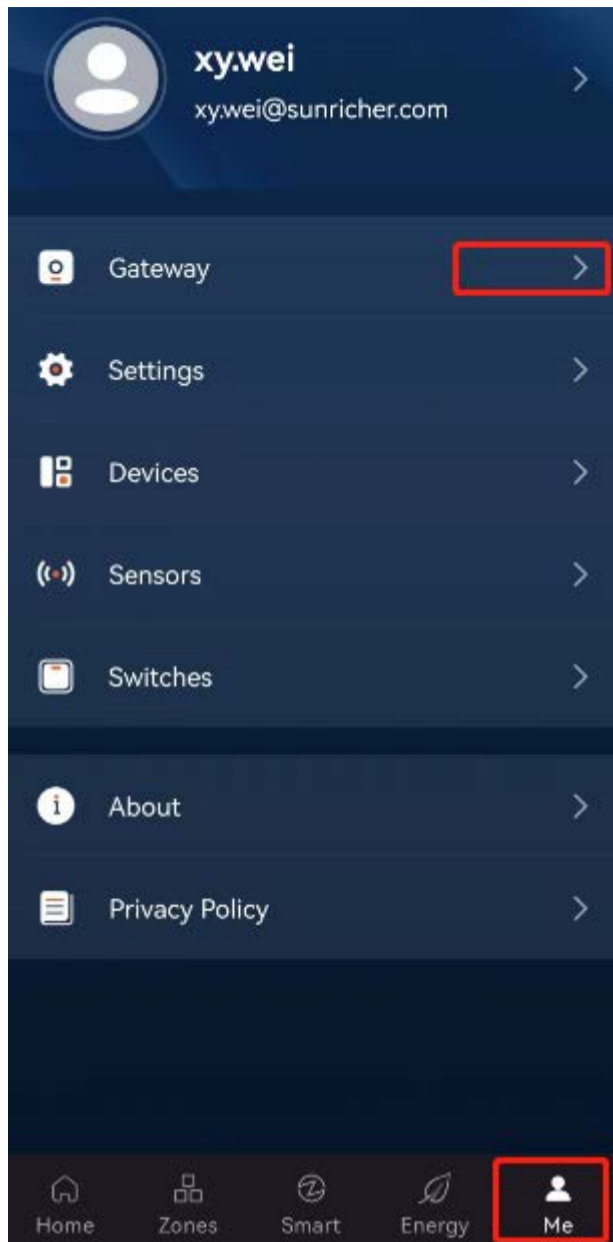 xy.wei
xy.wei@sunricher.com
Gateway
Settings
Devices
Sensors
Switches
About
Privacy Policy
Home
Zones
Smart
Energy
Me